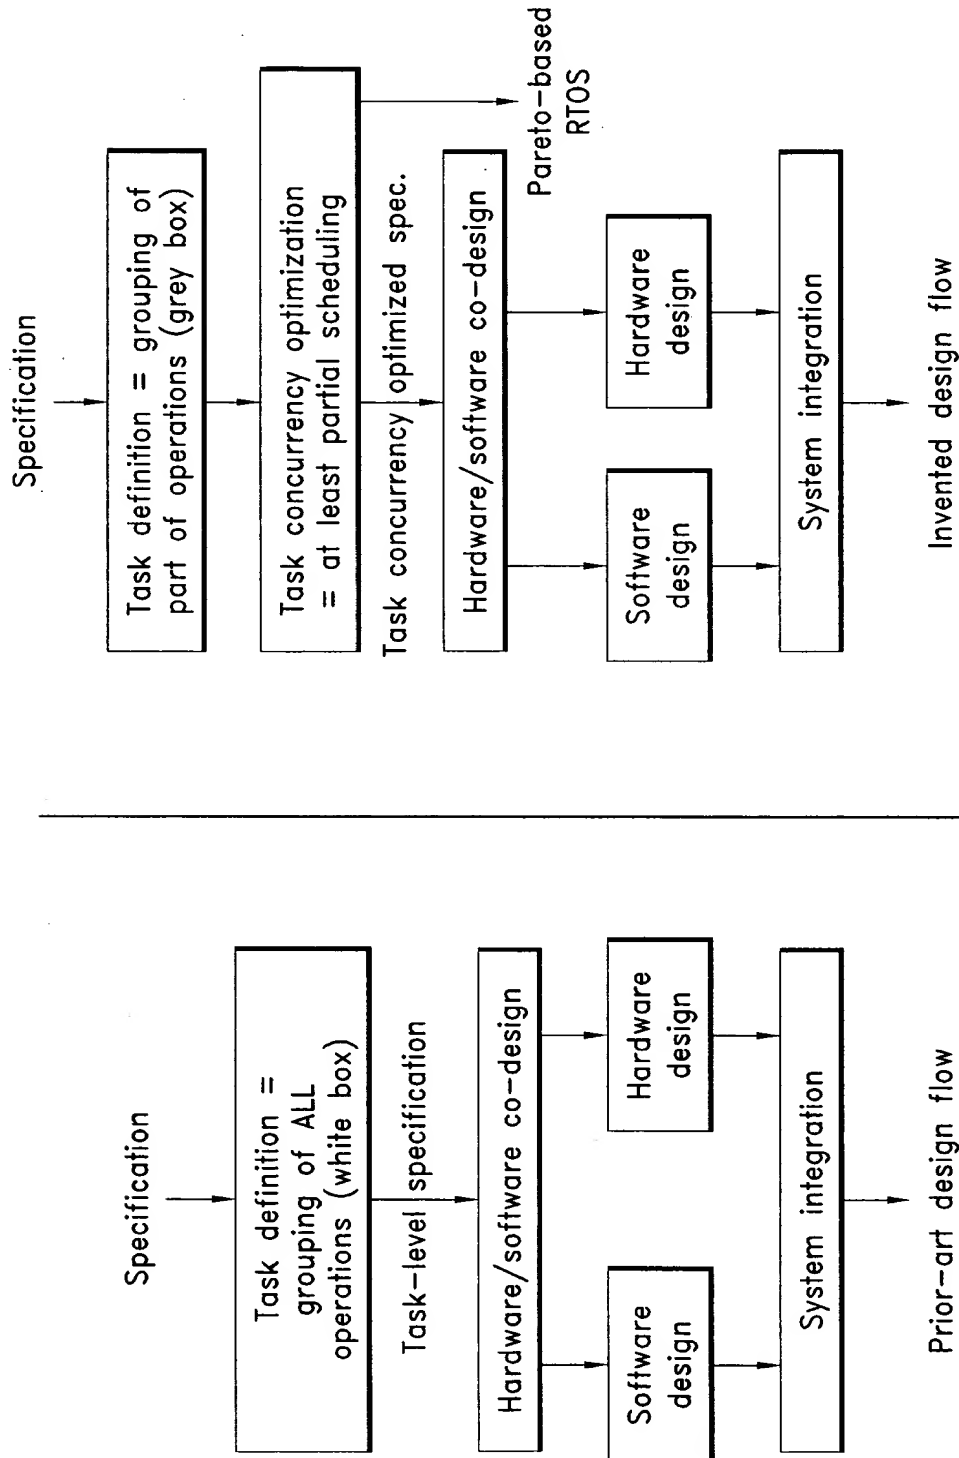 Specification
Task definition =
grouping of ALL
operations (white box)
Task-level specification
Hardware/software co-design
Software
design
Hardware
design
System integration
Prior-art design flow
Specification
Task definition = grouping of
part of operations (grey box)
Task concurrency optimization
= at least partial scheduling
Task concurrency optimized spec.
Pareto-based
RTOS
Hardware/software co-design
Software
design
Hardware
design
System integration
Invented design flow